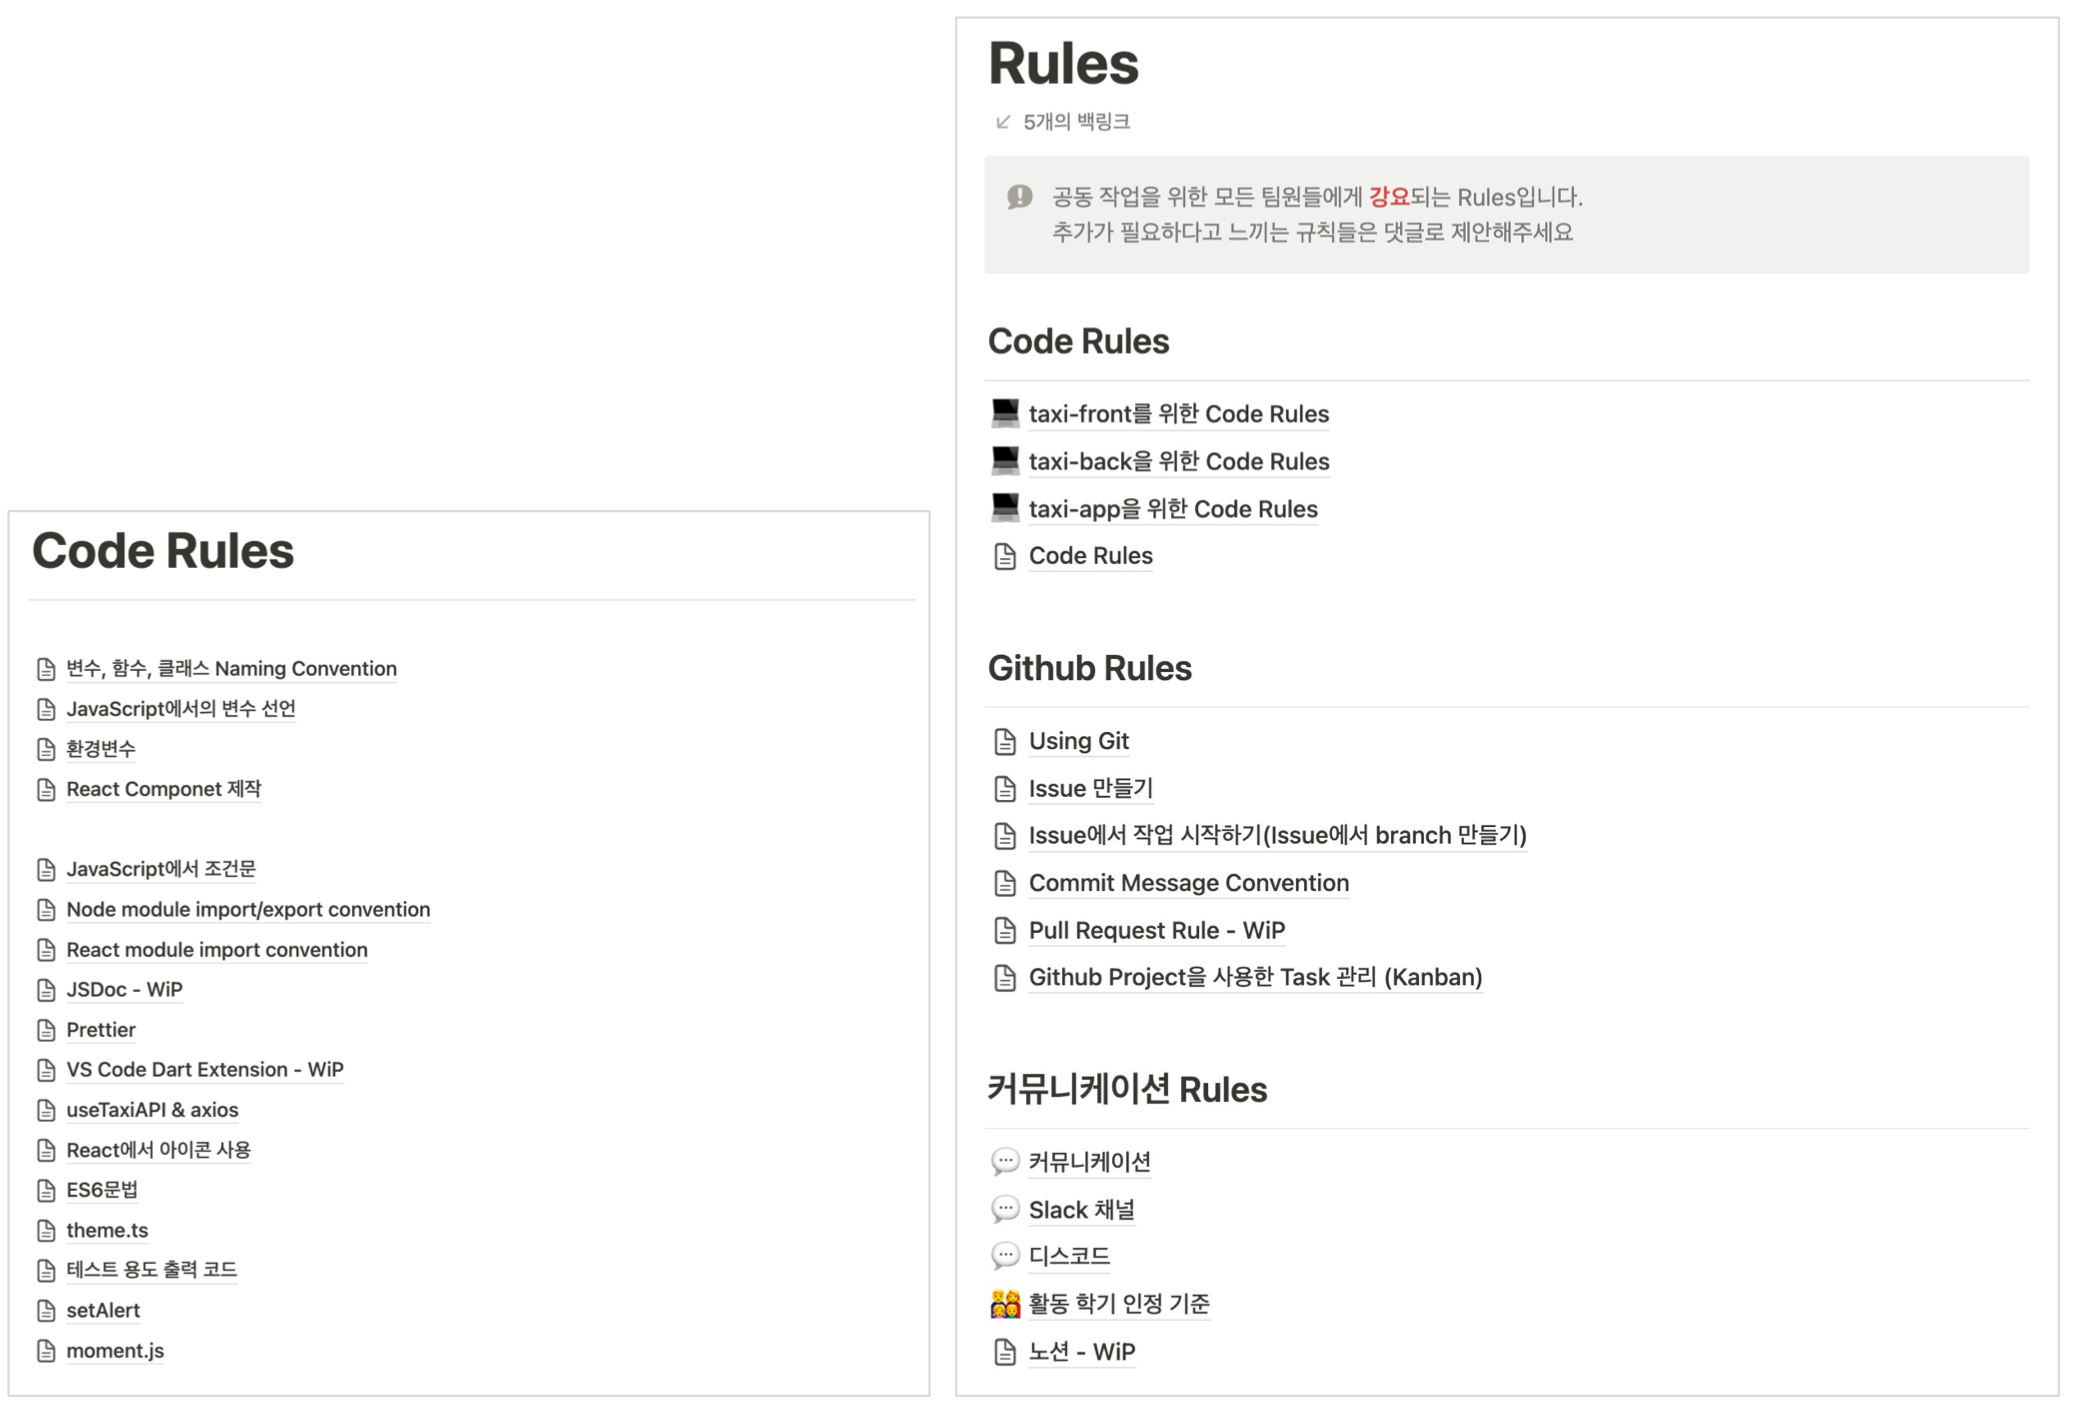 Code Rules
변수, 함수, 클래스 Naming Convention
JavaScript에서의 변수 선언
환경변수
React Componet 제작
JavaScript에서 조건문
Node module import/export convention
React module import convention
JSDoc - WiP
Prettier
VS Code Dart Extension - WiP
useTaxiAPI & axios
React에서 아이콘 사용
ES6문법
theme.ts
테스트 용도 출력 코드
setAlert
moment.js
Rules
5개의 백링크
공동 작업을 위한 모든 팀원들에게 강요되는 Rules입니다.
추가가 필요하다고 느끼는 규칙들은 댓글로 제안해주세요
Code Rules
taxi-front를 위한 Code Rules
taxi-back을 위한 Code Rules
taxi-app을 위한 Code Rules
Code Rules
Github Rules
Using Git
Issue 만들기
Issue에서 작업 시작하기(Issue에서 branch 만들기)
Commit Message Convention
Pull Request Rule - WiP
Github Project을 사용한 Task 관리 (Kanban)
커뮤니케이션 Rules
커뮤니케이션
Slack 채널
디스코드
활동 학기 인정 기준
노션 - WiP